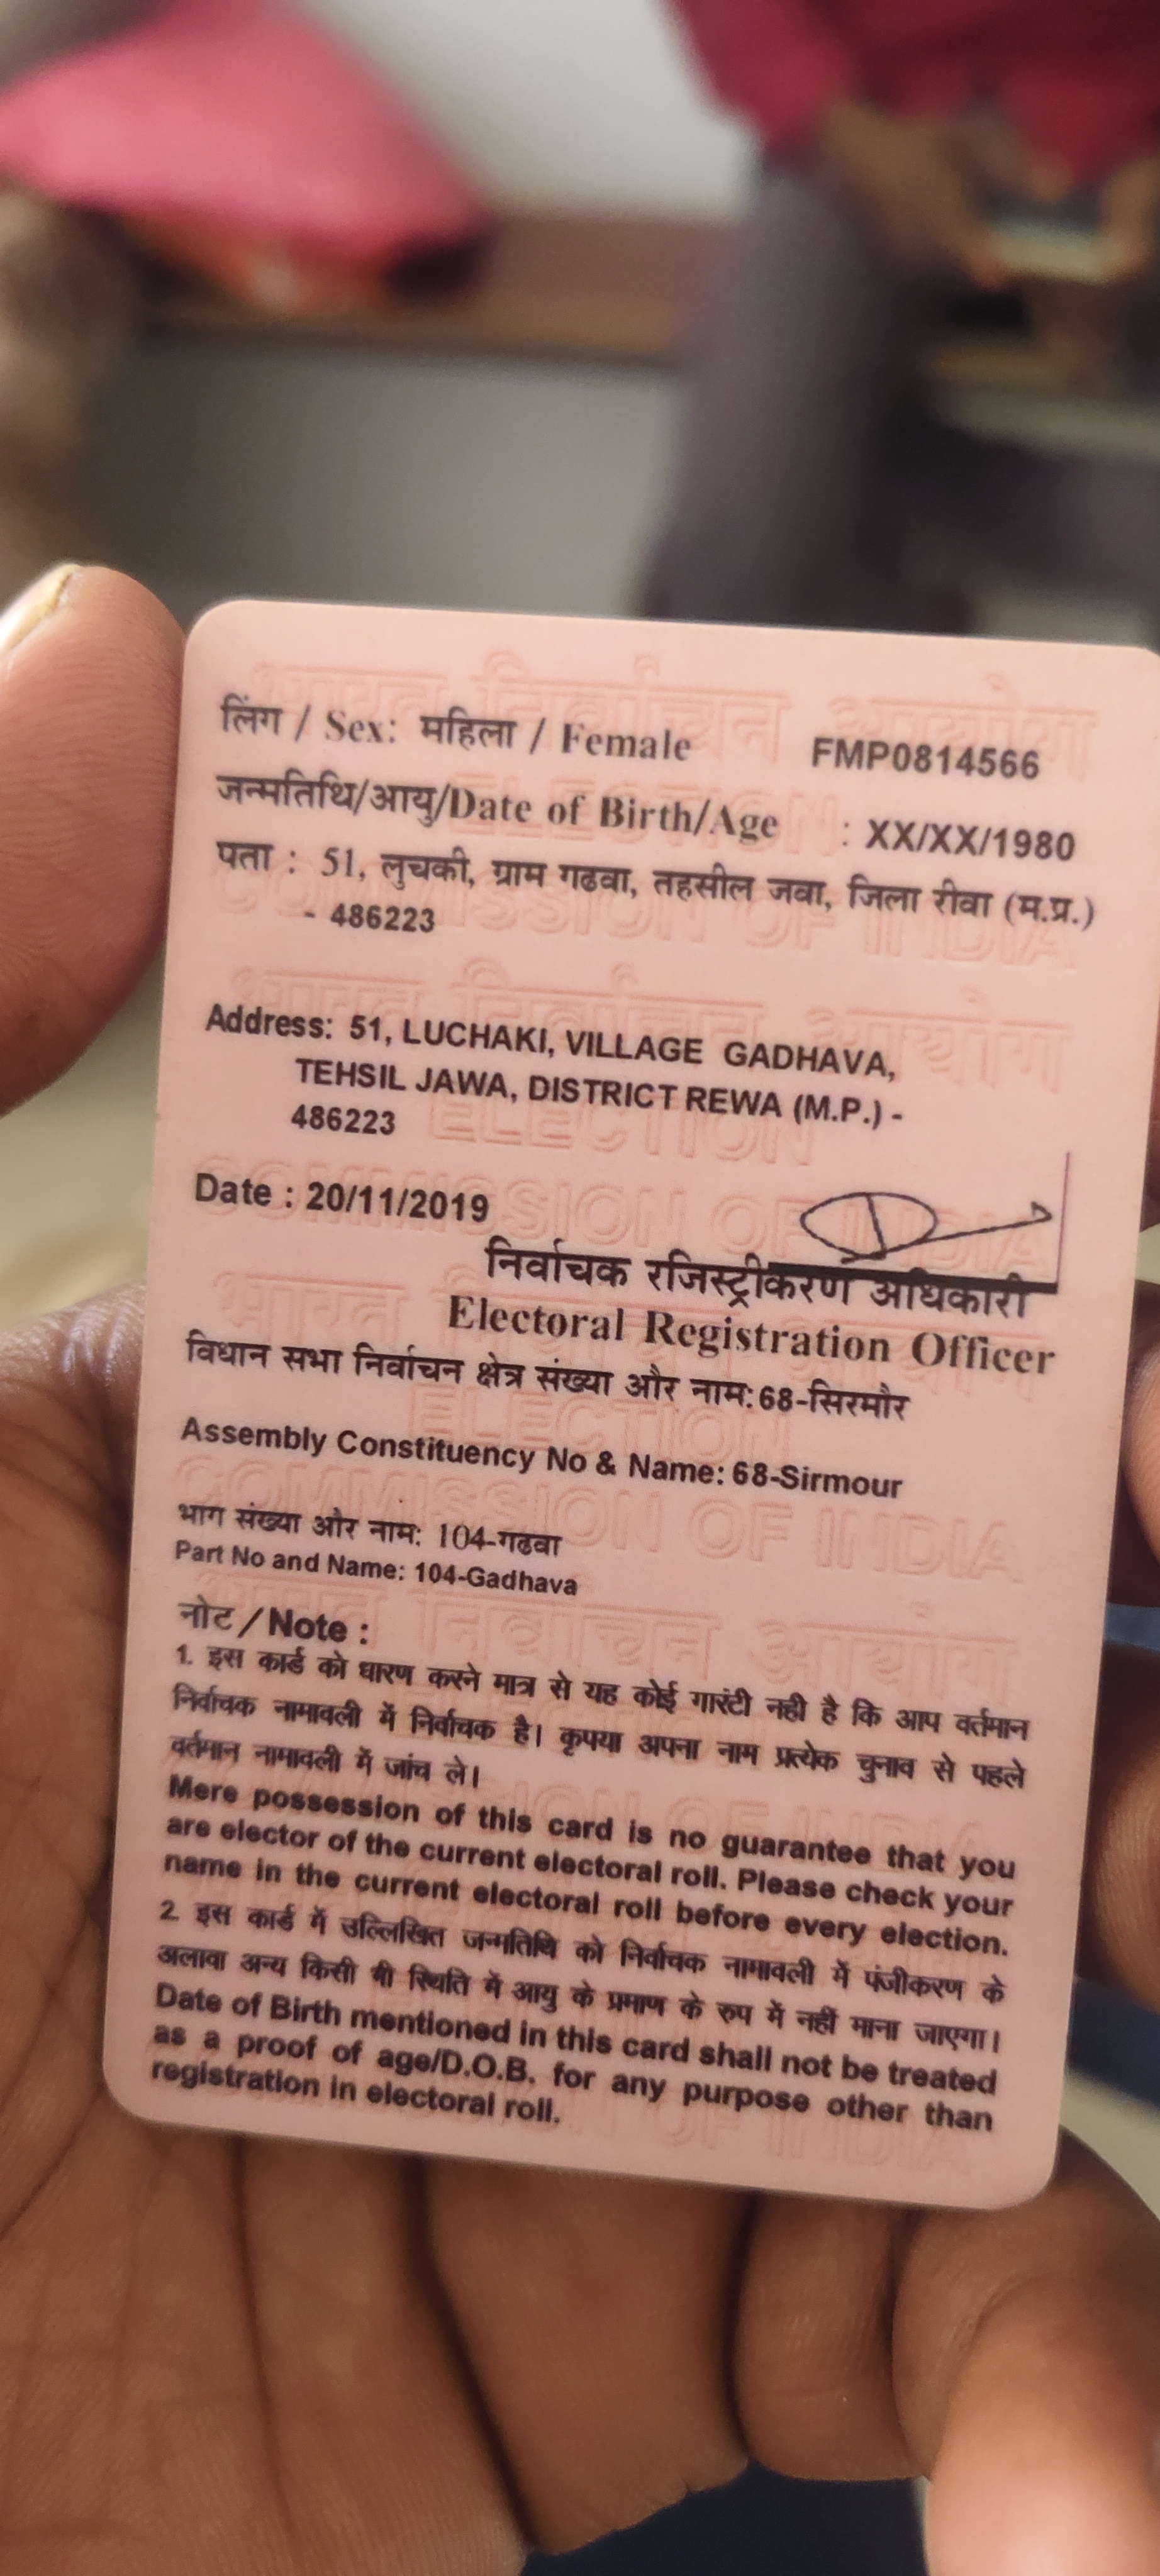 लिंग / Sex: महिला / Female FMP0814566
जन्मतिथि/आयु/Date of Birth/Age : XX/XX/1980
पता : 51, लुचकी, ग्राम गढवा, तहसील जवा, जिला रीवा (म.प्र.)
- 486223
Address: 51, LUCHAKI, VILLAGE GADHAVA,
TEHSIL JAWA, DISTRICT REWA (M.P.) -
486223
Date : 20/11/2019
निर्वाचक रजिस्ट्रीकरण अधिकारी
Electoral Registration Officer
विधान सभा निर्वाचन क्षेत्र संख्या और नाम: 68-सिरमौर
Assembly Constituency No & Name: 68-Sirmour
भाग संख्या और नाम: 104-गढवा
Part No and Name: 104-Gadhava
नोट / Note :
1. इस कार्ड को धारण करने मात्र से यह कोई गारंटी नही है कि आप वर्तमान
निर्वाचक नामावली में निर्वाचक है। कृपया अपना नाम प्रत्येक चुनाव से पहले
वर्तमान नामावली में जांच ले।
Mere possession of this card is no guarantee that you
are elector of the current electoral roll. Please check your
name in the current electoral roll before every election.
2. इस कार्ड में उल्लिखित जन्मतिथि को निर्वाचक नामावली में पंजीकरण के
अलावा अन्य किसी भी स्थिति में आयु के प्रमाण के रुप में नहीं माना जाएगा।
Date of Birth mentioned in this card shall not be treated
as a proof of age/D.O.B. for any purpose other than
registration in electoral roll.